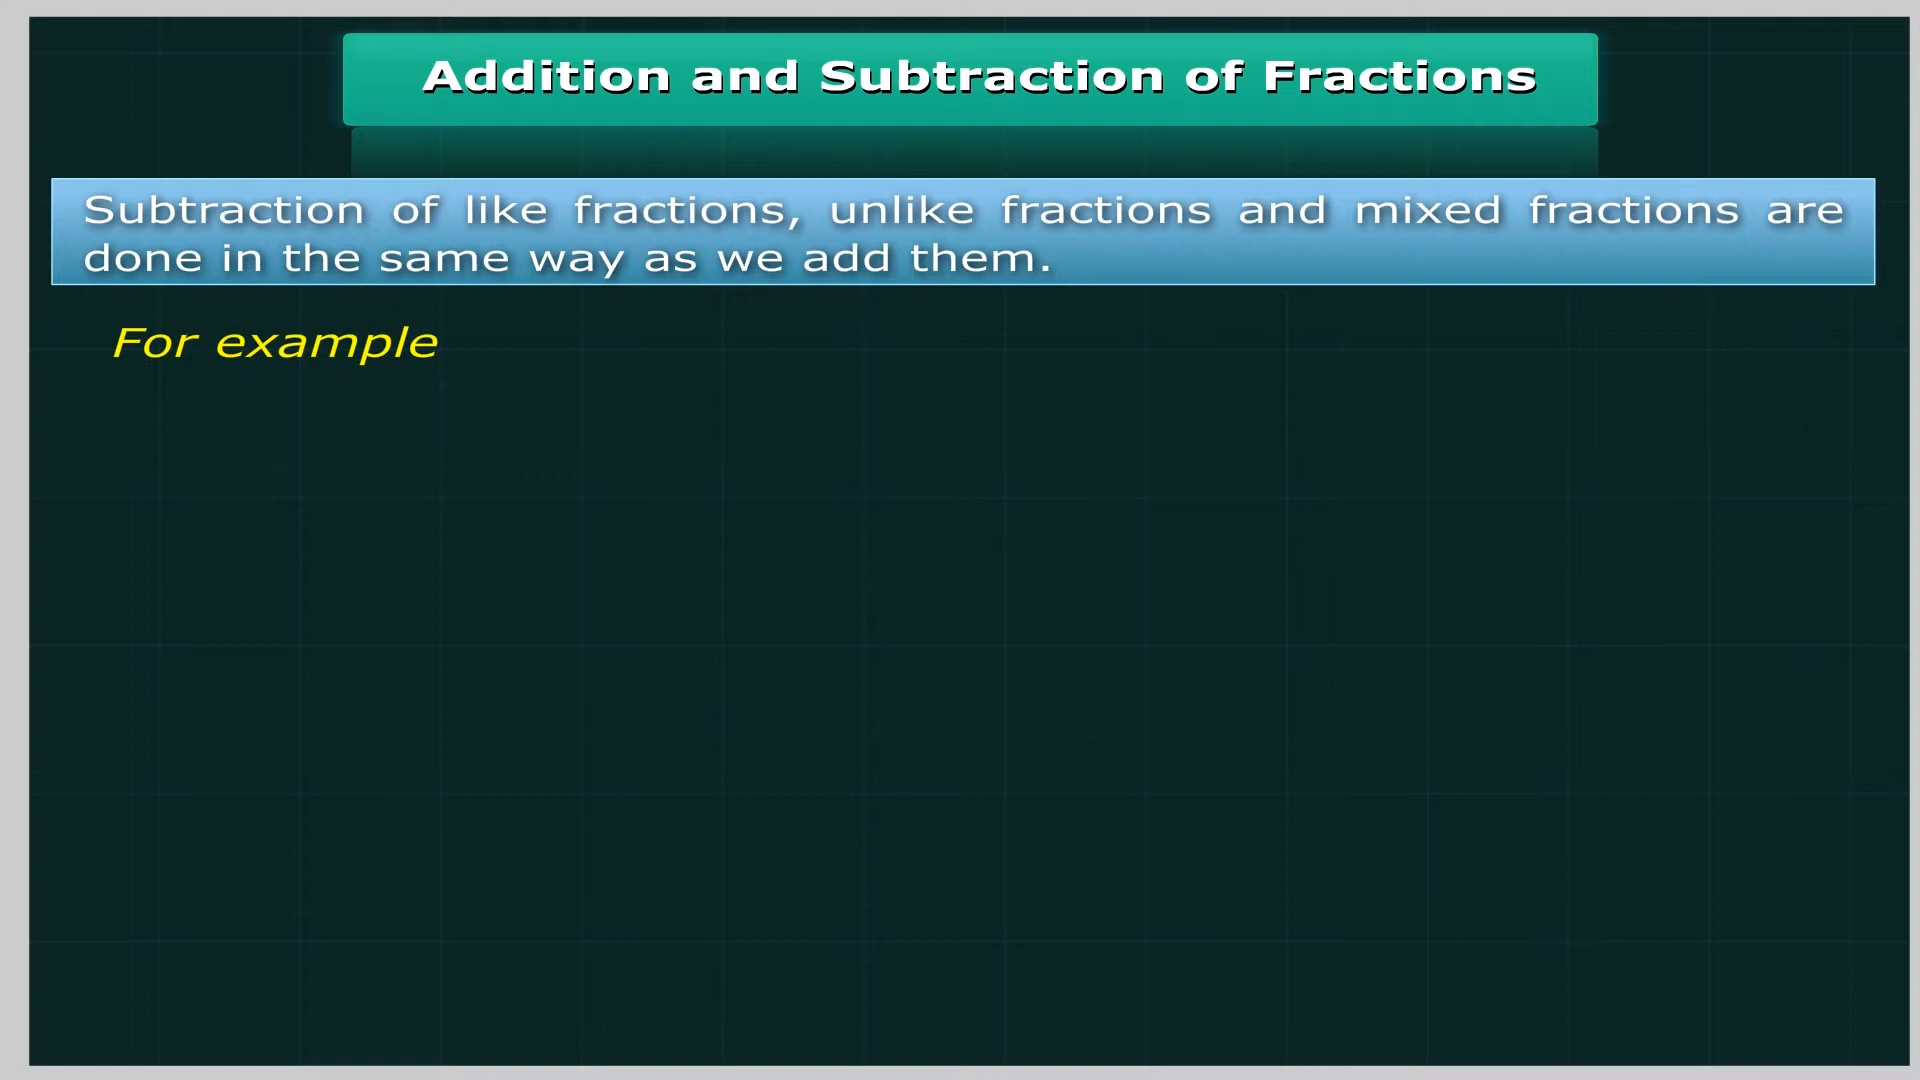 Addition and Subtraction of Fractions
Subtraction of like fractions, unlike fractions and mixed fractions are
done in the same way as we add them.
For example